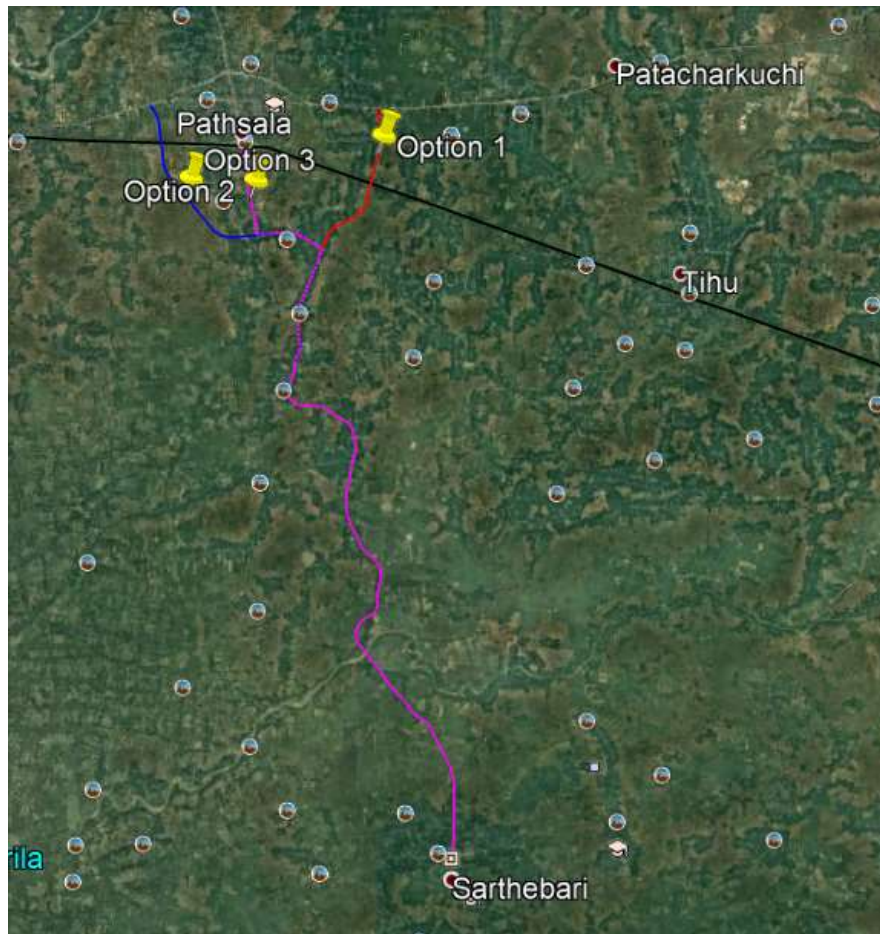 Patacharkuchi
Pathsala
Option 1
Option 3
Option 2
Tihu
rila
Sarthebari